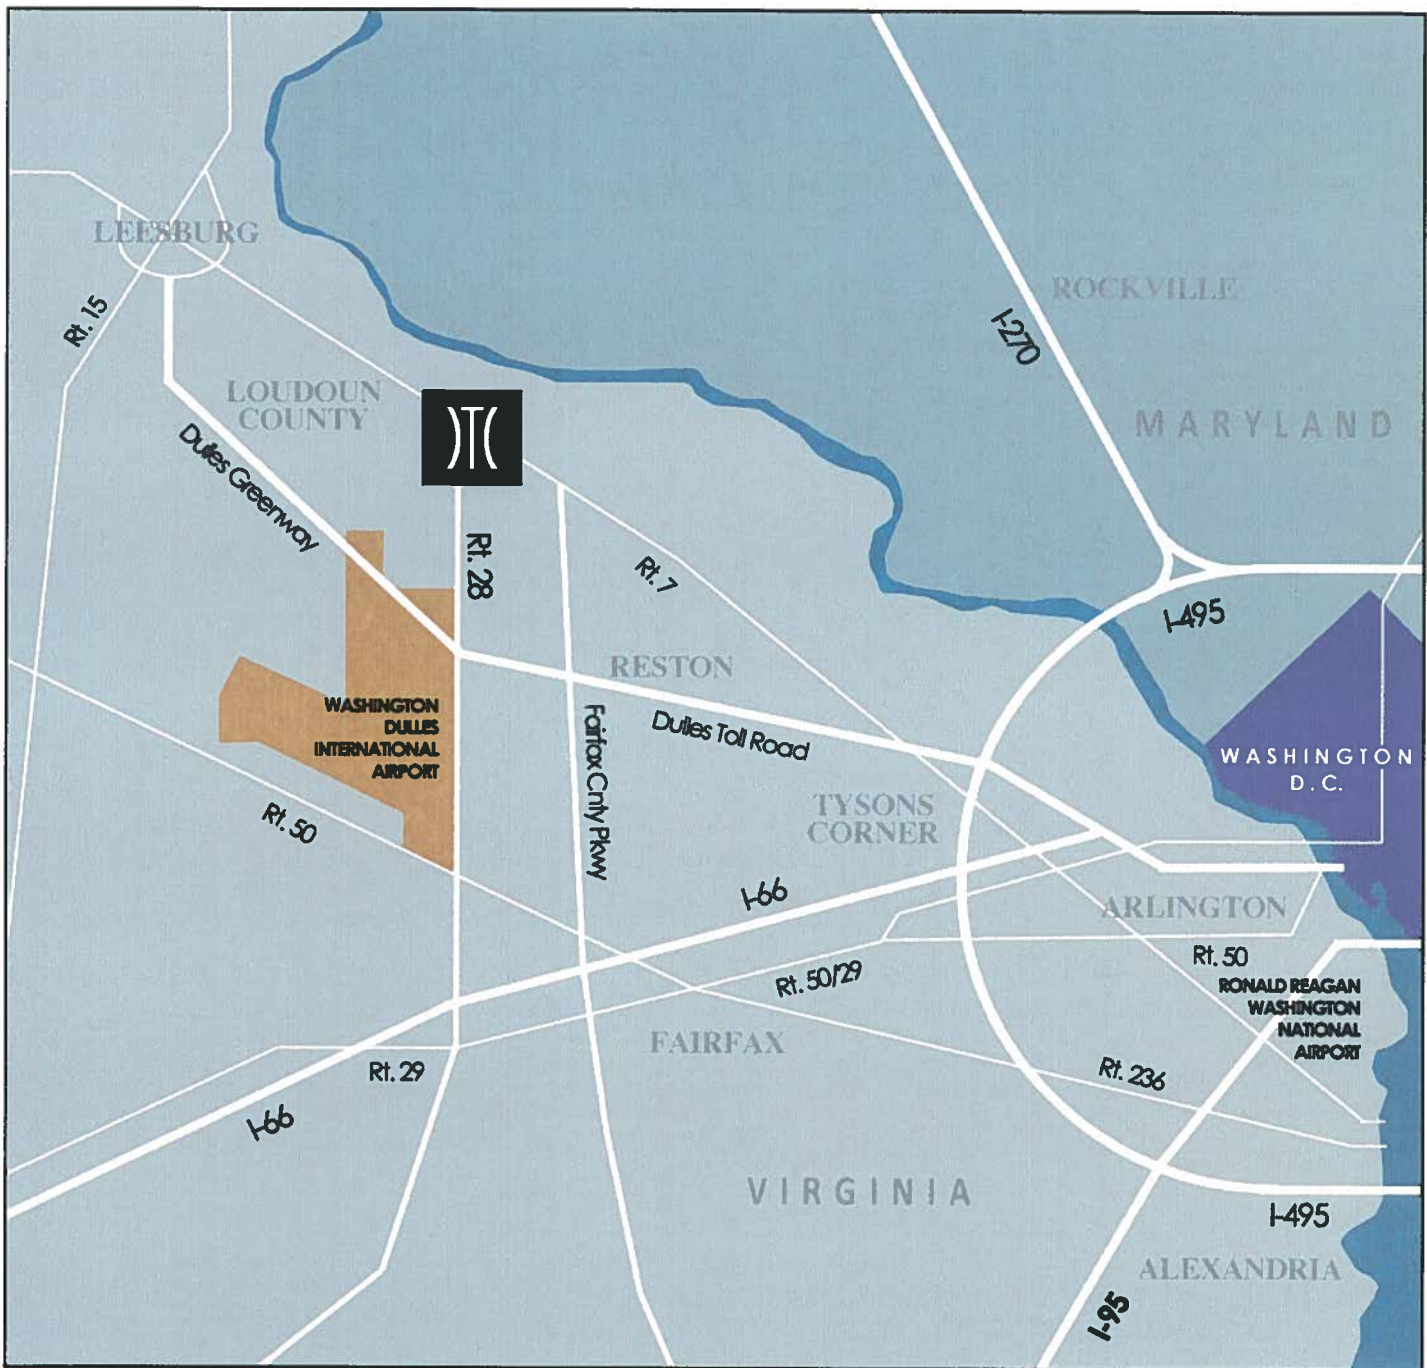 LEESBURG
Rt. 15
ROCKVILLE
I-270
LOUDOUN
COUNTY
MARYLAND
Dulles Greenway
Rt. 28
Rt. 7
I-495
RESTON
WASHINGTON
DULLES
INTERNATIONAL
AIRPORT
Fairfax Cnty Pkwy
Dulles Toll Road
WASHINGTON
D.C.
Rt. 50
TYSONS
CORNER
I-66
ARLINGTON
Rt. 50
Rt. 50/29
RONALD REAGAN
WASHINGTON
NATIONAL
AIRPORT
FAIRFAX
Rt. 29
Rt. 236
I-66
VIRGINIA
I-495
ALEXANDRIA
I-95